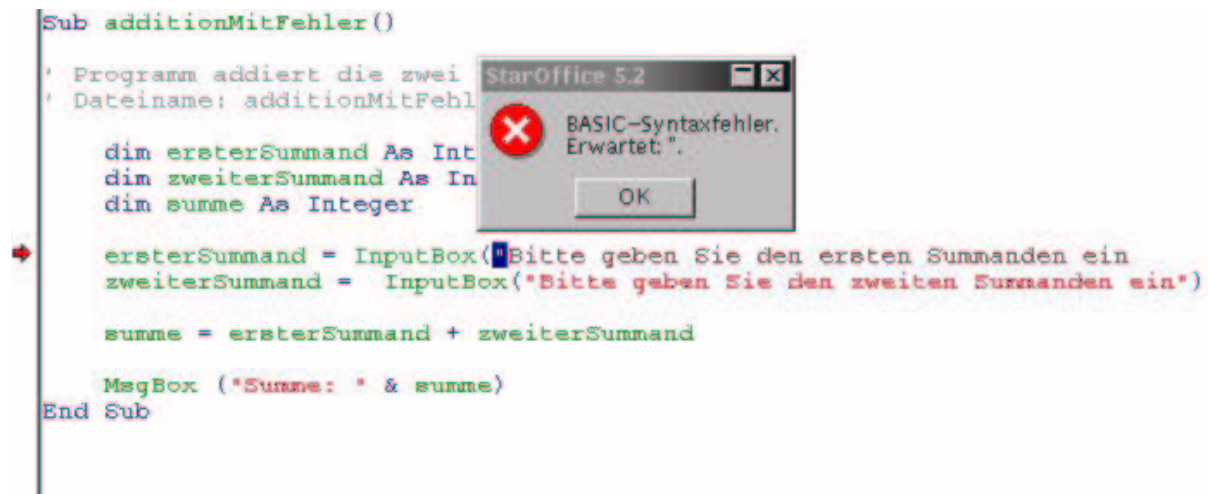 Sub additionMitFehler()
' Programm addiert die zwei
' Dateiname: additionMitFehl
StarOffice 5.2
BASIC-Syntaxfehler.
Erwartet: ".
OK
dim ersterSummand As Int
dim zweiterSummand As In
dim summe As Integer
ersterSummand = InputBox("Bitte geben Sie den ersten Summanden ein
zweiterSummand =  InputBox("Bitte geben Sie den zweiten Summanden ein")
summe = ersterSummand + zweiterSummand
MsgBox ("Summe: " & summe)
End Sub